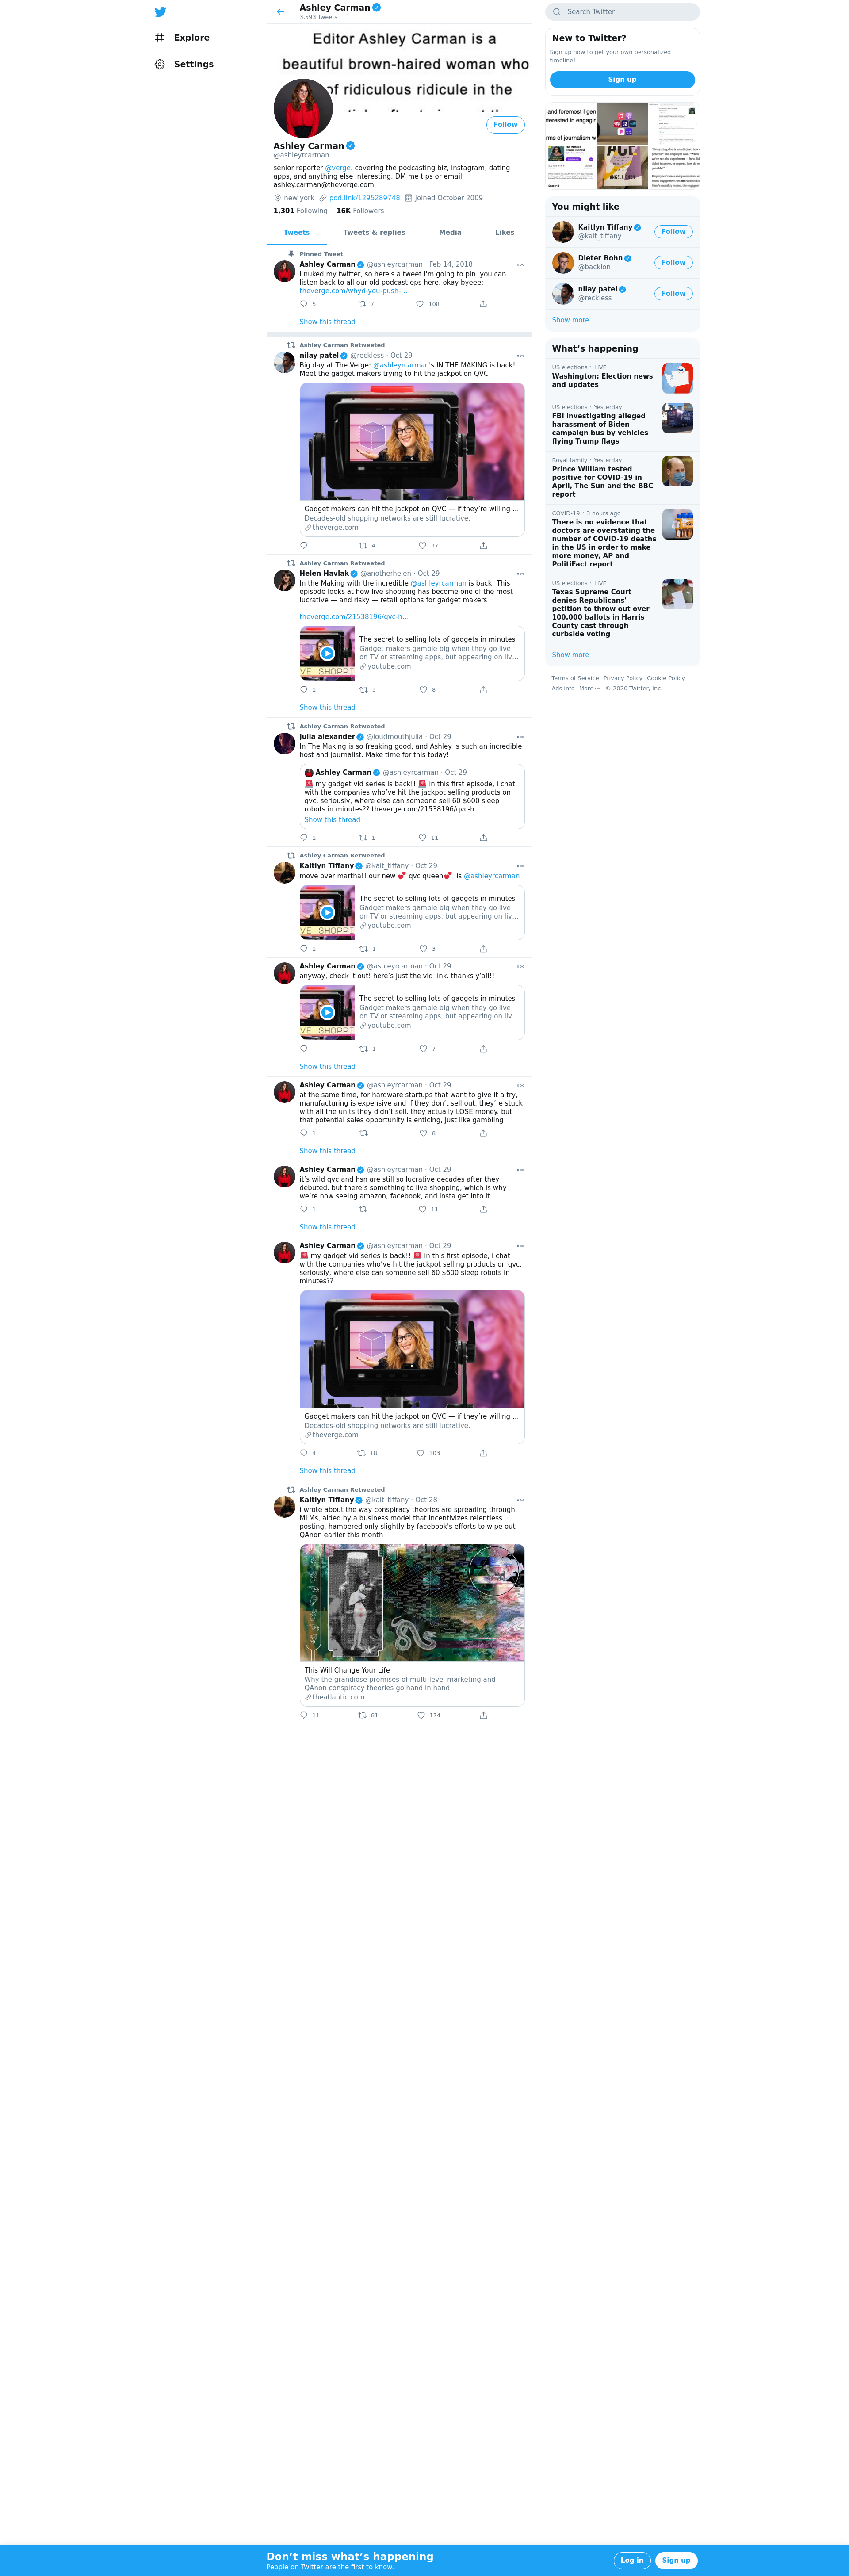 Explore
Settings
Ashley Carman
3,593 Tweets
Editor Ashley Carman is a
beautiful brown-haired woman who
of ridiculous ridicule in the
Follow
Ashley Carman
@ashleyrcarman
senior reporter @verge. covering the podcasting biz, instagram, dating
apps, and anything else interesting. DM me tips or email
ashley.carman@theverge.com
new york pod.link/1295289748 Joined October 2009
1,301 Following 16K Followers
Tweets Tweets & replies Media Likes
Pinned Tweet
Ashley Carman @ashleyrcarman · Feb 14, 2018
I nuked my twitter, so here's a tweet I'm going to pin. you can
listen back to all our old podcast eps here. okay byeee:
theverge.com/whyd-you-push-…
5 7 108
Show this thread
Ashley Carman Retweeted
nilay patel @reckless · Oct 29
Big day at The Verge: @ashleyrcarman's IN THE MAKING is back!
Meet the gadget makers trying to hit the jackpot on QVC
Gadget makers can hit the jackpot on QVC — if they're willing …
Decades-old shopping networks are still lucrative.
theverge.com
4 37
Ashley Carman Retweeted
Helen Havlak @anotherhelen · Oct 29
In the Making with the incredible @ashleyrcarman is back! This
episode looks at how live shopping has become one of the most
lucrative — and risky — retail options for gadget makers
theverge.com/21538196/qvc-h…
VE SHOPPI
The secret to selling lots of gadgets in minutes
Gadget makers gamble big when they go live
on TV or streaming apps, but appearing on liv…
youtube.com
1 3 8
Show this thread
Ashley Carman Retweeted
julia alexander @loudmouthjulia · Oct 29
In The Making is so freaking good, and Ashley is such an incredible
host and journalist. Make time for this today!
Ashley Carman @ashleyrcarman · Oct 29
🚨 my gadget vid series is back!! 🚨 in this first episode, i chat
with the companies who've hit the jackpot selling products on
qvc. seriously, where else can someone sell 60 $600 sleep
robots in minutes?? theverge.com/21538196/qvc-h…
Show this thread
1 1 11
Ashley Carman Retweeted
Kaitlyn Tiffany @kait_tiffany · Oct 29
move over martha!! our new 💞 qvc queen💞 is @ashleyrcarman
VE SHOPPI
The secret to selling lots of gadgets in minutes
Gadget makers gamble big when they go live
on TV or streaming apps, but appearing on liv…
youtube.com
1 1 3
Ashley Carman @ashleyrcarman · Oct 29
anyway, check it out! here's just the vid link. thanks y'all!!
VE SHOPPI
The secret to selling lots of gadgets in minutes
Gadget makers gamble big when they go live
on TV or streaming apps, but appearing on liv…
youtube.com
1 7
Show this thread
Ashley Carman @ashleyrcarman · Oct 29
at the same time, for hardware startups that want to give it a try,
manufacturing is expensive and if they don't sell out, they're stuck
with all the units they didn't sell. they actually LOSE money. but
that potential sales opportunity is enticing, just like gambling
1 8
Show this thread
Ashley Carman @ashleyrcarman · Oct 29
it's wild qvc and hsn are still so lucrative decades after they
debuted. but there's something to live shopping, which is why
we're now seeing amazon, facebook, and insta get into it
1 11
Show this thread
Ashley Carman @ashleyrcarman · Oct 29
🚨 my gadget vid series is back!! 🚨 in this first episode, i chat
with the companies who've hit the jackpot selling products on qvc.
seriously, where else can someone sell 60 $600 sleep robots in
minutes??
Gadget makers can hit the jackpot on QVC — if they're willing …
Decades-old shopping networks are still lucrative.
theverge.com
4 18 103
Show this thread
Ashley Carman Retweeted
Kaitlyn Tiffany @kait_tiffany · Oct 28
i wrote about the way conspiracy theories are spreading through
MLMs, aided by a business model that incentivizes relentless
posting, hampered only slightly by facebook's efforts to wipe out
QAnon earlier this month
This Will Change Your Life
Why the grandiose promises of multi-level marketing and
QAnon conspiracy theories go hand in hand
theatlantic.com
11 81 174
Search Twitter
New to Twitter?
Sign up now to get your own personalized
timeline!
Sign up
and foremost I gen
nterested in engagin
rms of journalism w
You might like
Kaitlyn Tiffany
@kait_tiffany
Follow
Dieter Bohn
@backlon
Follow
nilay patel
@reckless
Follow
Show more
What's happening
US elections · LIVE
Washington: Election news
and updates
US elections · Yesterday
FBI investigating alleged
harassment of Biden
campaign bus by vehicles
flying Trump flags
Royal family · Yesterday
Prince William tested
positive for COVID-19 in
April, The Sun and the BBC
report
COVID-19 · 3 hours ago
There is no evidence that
doctors are overstating the
number of COVID-19 deaths
in the US in order to make
more money, AP and
PolitiFact report
US elections · LIVE
Texas Supreme Court
denies Republicans'
petition to throw out over
100,000 ballots in Harris
County cast through
curbside voting
Show more
Terms of Service Privacy Policy Cookie Policy
Ads info More © 2020 Twitter, Inc.
Don't miss what's happening
People on Twitter are the first to know.
Log in
Sign up